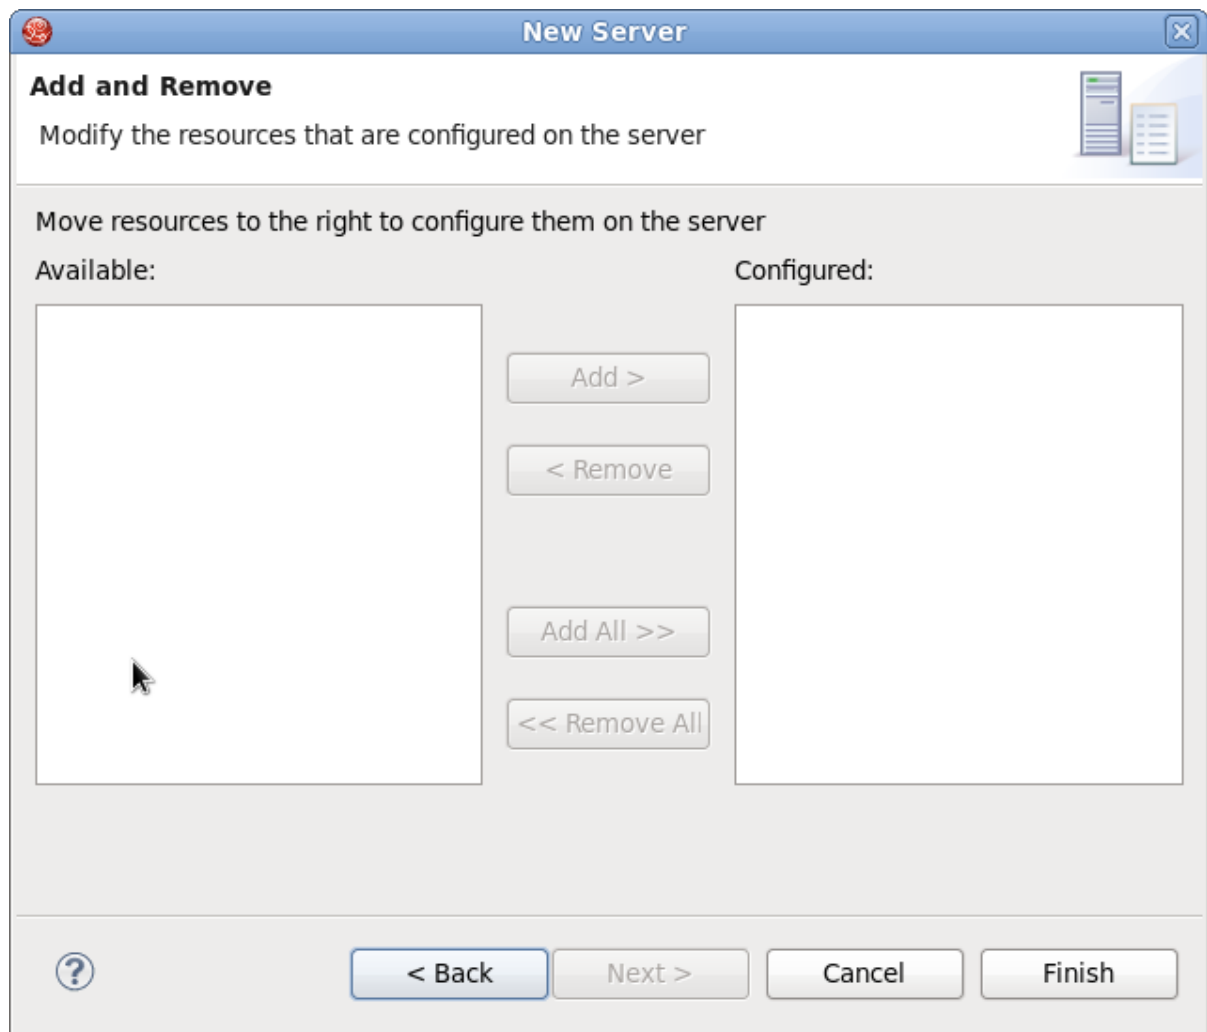 New Server
Add and Remove
Modify the resources that are configured on the server
Move resources to the right to configure them on the server
Available:
Configured:
Add >
< Remove
Add All >>
<< Remove All
?
< Back
Next >
Cancel
Finish